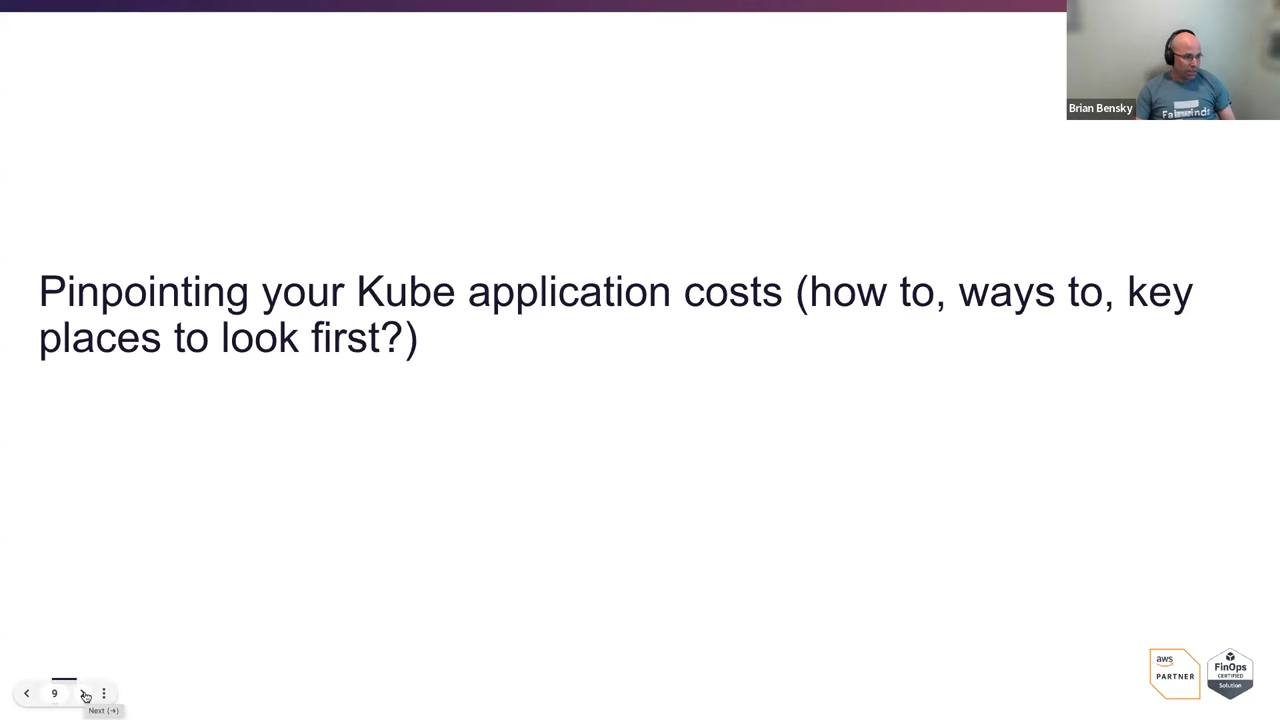 Brian Bensky
Fairwinds
Pinpointing your Kube application costs (how to, ways to, key
places to look first?)
aws
PARTNER
FinOps
CERTIFIED
Solution
9
Next (→)